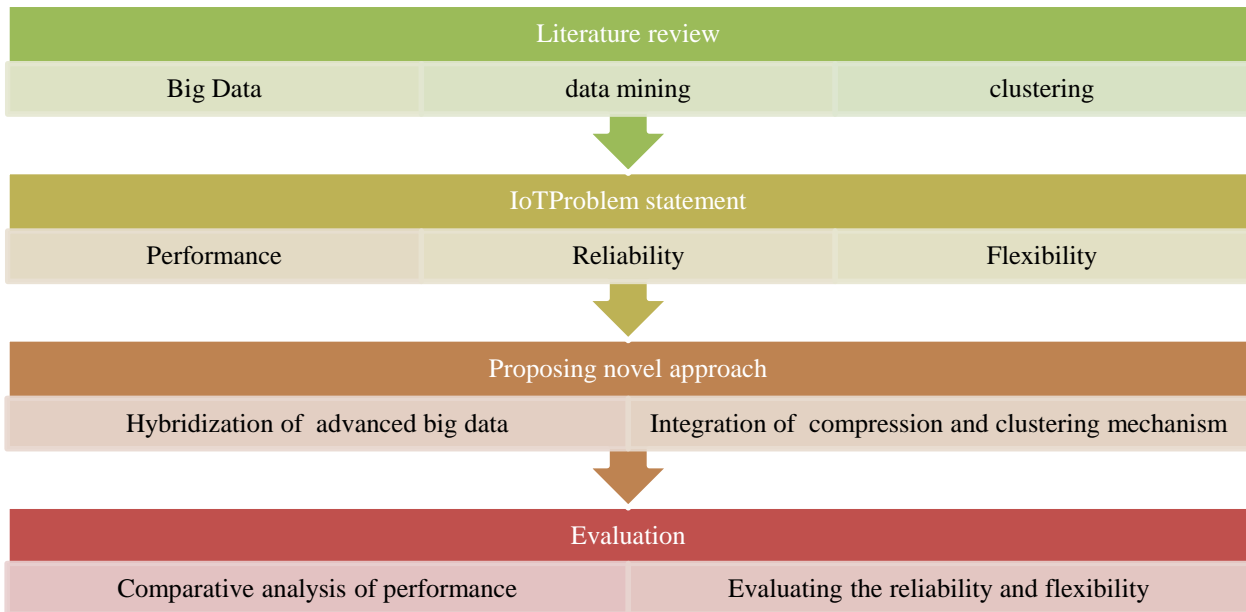 Literature review
Big Data
data mining
clustering
IoTProblem statement
Performance
Reliability
Flexibility
Proposing novel approach
Hybridization of advanced big data
Integration of compression and clustering mechanism
Evaluation
Comparative analysis of performance
Evaluating the reliability and flexibility